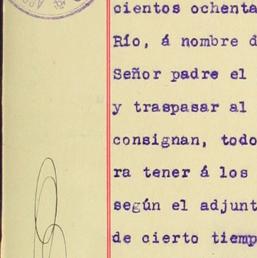 cientos ochenta
Río, á nombre d
Señor padre el
y traspasar al
consignan, todo
ra tener á los
según el adjunt
de cierto tiemp